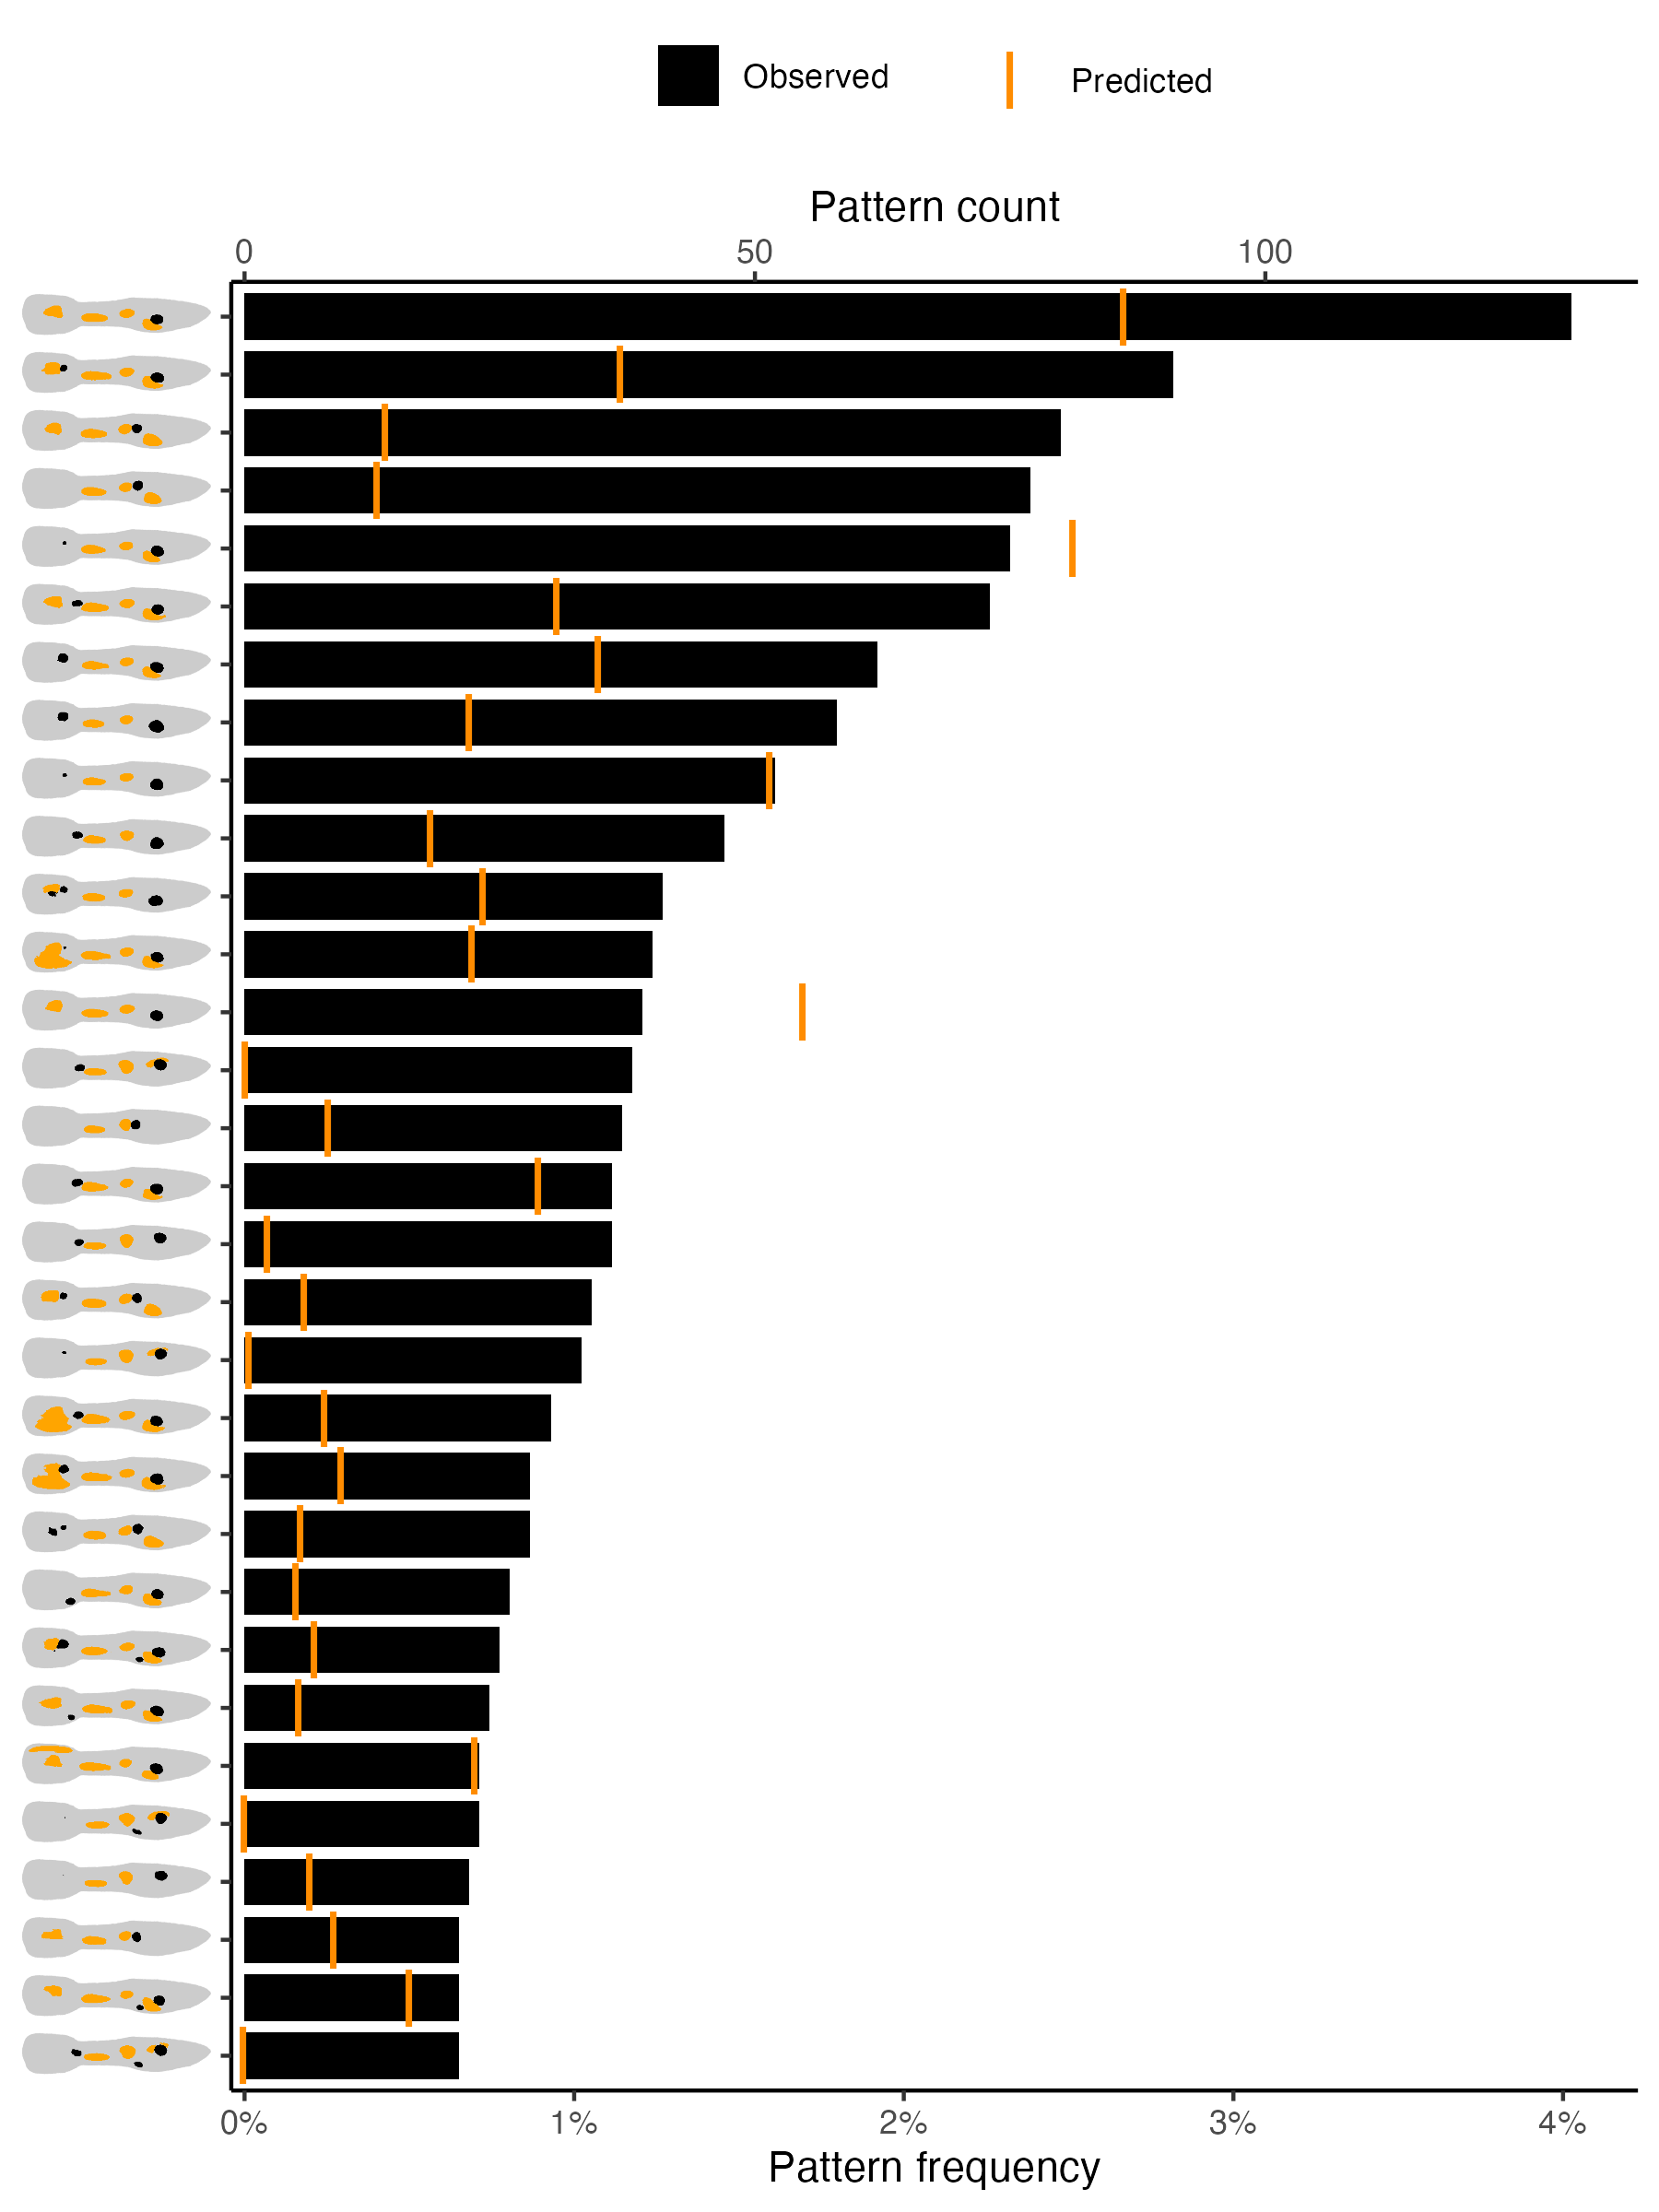 Observed
Predicted
Pattern count
0 50 100
0% 1% 2% 3% 4%
Pattern frequency